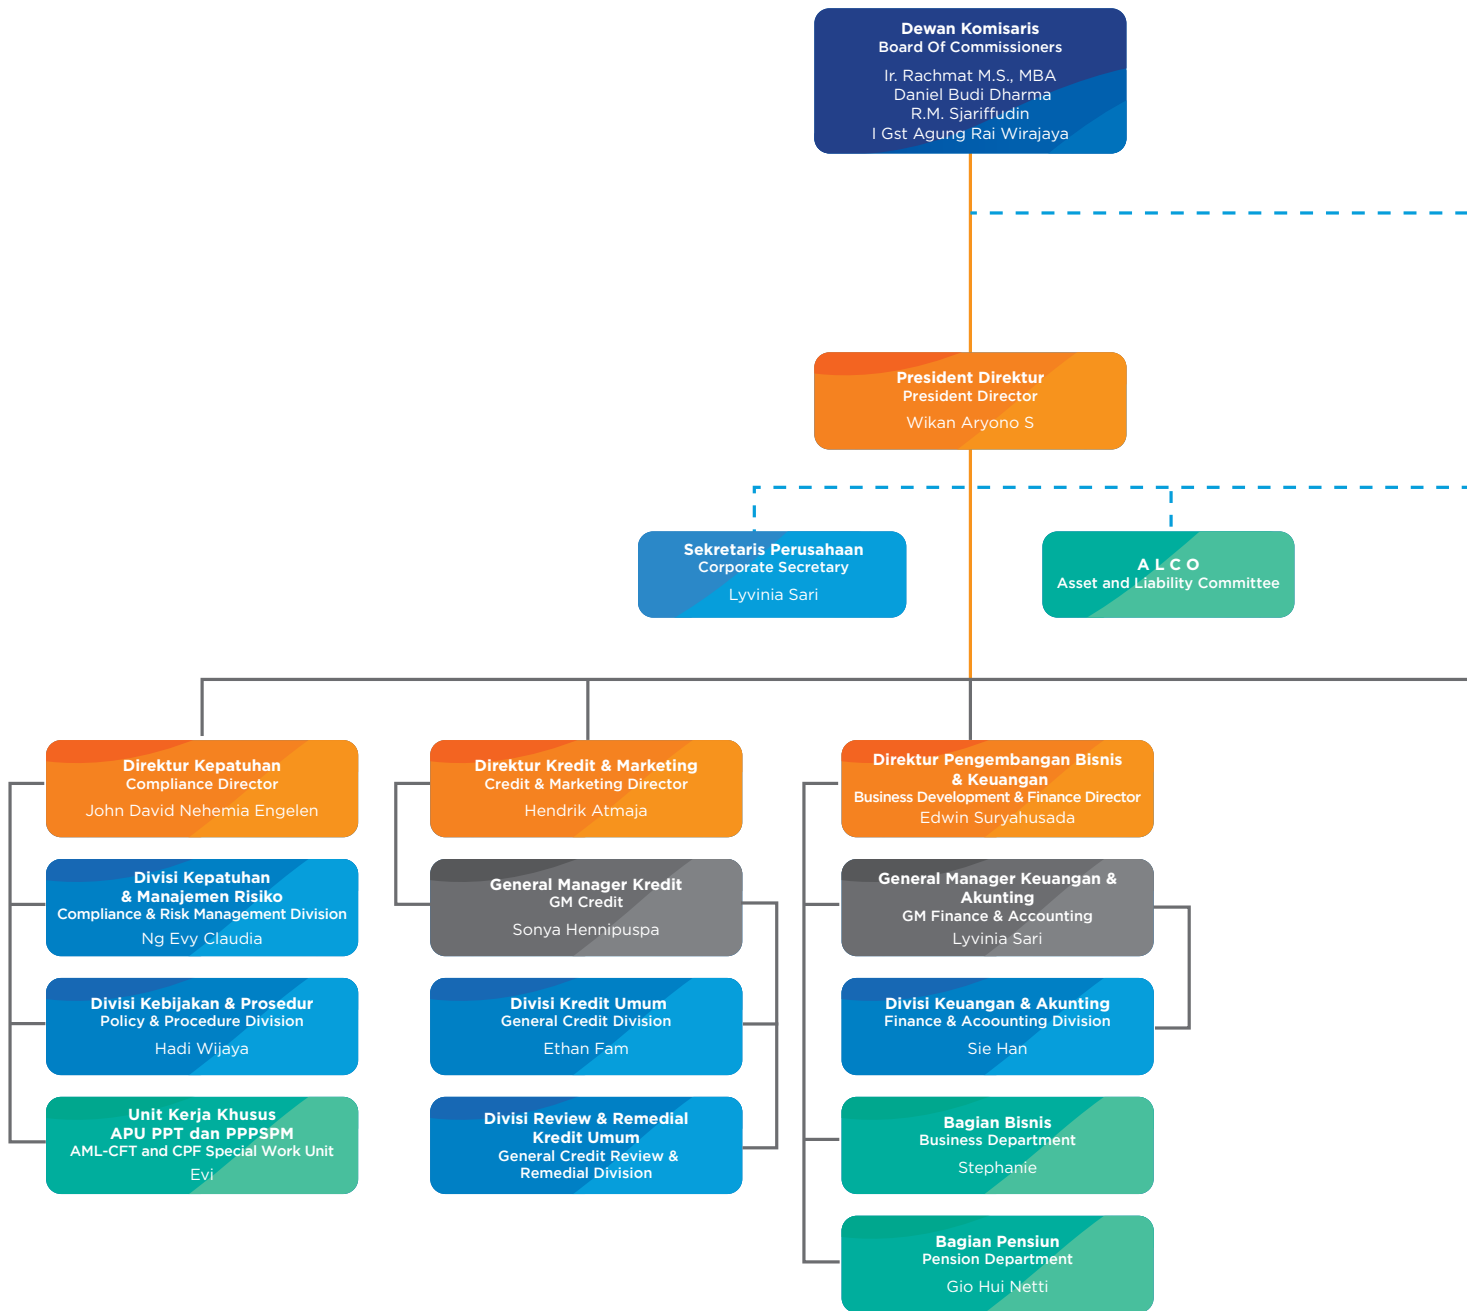 Dewan Komisaris
Board Of Commissioners
Ir. Rachmat M.S., MBA
Daniel Budi Dharma
R.M. Sjariffudin
I Gst Agung Rai Wirajaya
President Direktur
President Director
Wikan Aryono S
Sekretaris Perusahaan
Corporate Secretary
Lyvinia Sari
A L C O
Asset and Liability Committee
Direktur Kepatuhan
Compliance Director
John David Nehemia Engelen
Divisi Kepatuhan
& Manajemen Risiko
Compliance & Risk Management Division
Ng Evy Claudia
Divisi Kebijakan & Prosedur
Policy & Procedure Division
Hadi Wijaya
Unit Kerja Khusus
APU PPT dan PPPSPM
AML-CFT and CPF Special Work Unit
Evi
Direktur Kredit & Marketing
Credit & Marketing Director
Hendrik Atmaja
General Manager Kredit
GM Credit
Sonya Hennipuspa
Divisi Kredit Umum
General Credit Division
Ethan Fam
Divisi Review & Remedial
Kredit Umum
General Credit Review &
Remedial Division
Direktur Pengembangan Bisnis
& Keuangan
Business Development & Finance Director
Edwin Suryahusada
General Manager Keuangan &
Akunting
GM Finance & Accounting
Lyvinia Sari
Divisi Keuangan & Akunting
Finance & Acoounting Division
Sie Han
Bagian Bisnis
Business Department
Stephanie
Bagian Pensiun
Pension Department
Gio Hui Netti